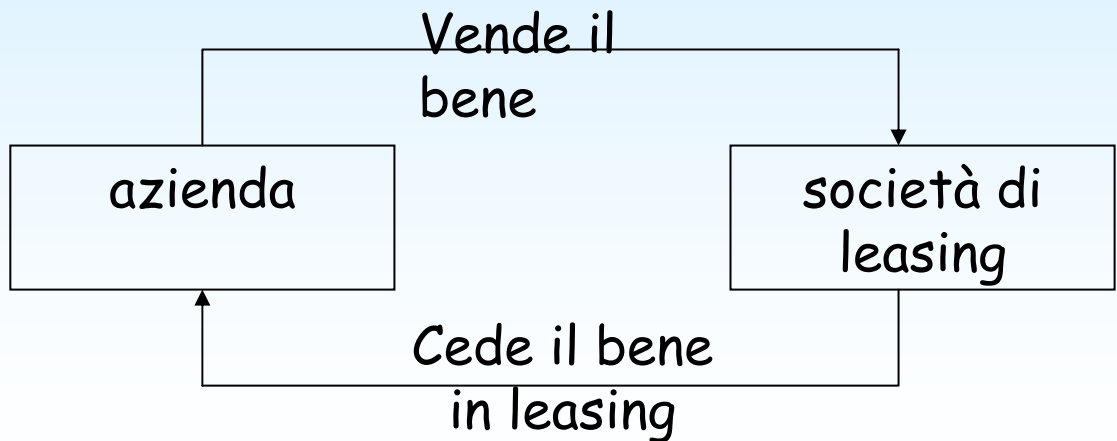 Vende il
bene
azienda
società di
leasing
Cede il bene
in leasing